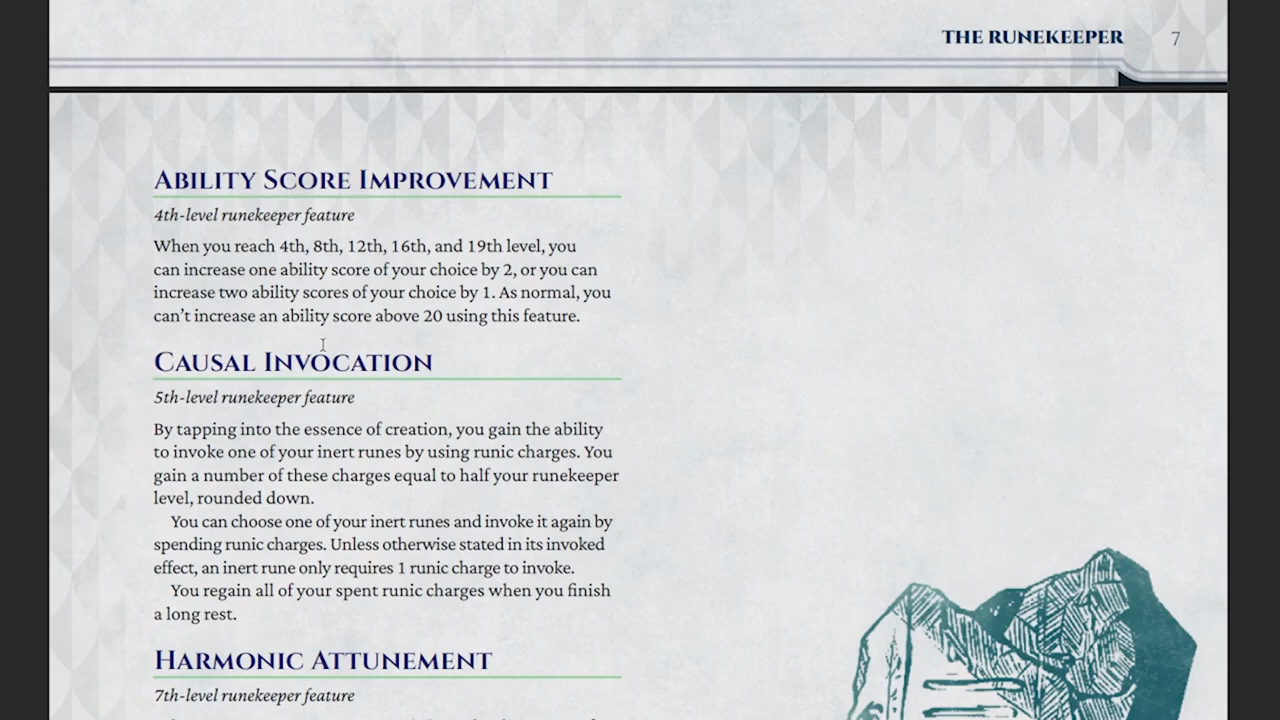 THE RUNEKEEPER 7
ABILITY SCORE IMPROVEMENT
4th-level runekeeper feature
When you reach 4th, 8th, 12th, 16th, and 19th level, you
can increase one ability score of your choice by 2, or you can
increase two ability scores of your choice by 1. As normal, you
can’t increase an ability score above 20 using this feature.
CAUSAL INVOCATION
5th-level runekeeper feature
By tapping into the essence of creation, you gain the ability
to invoke one of your inert runes by using runic charges. You
gain a number of these charges equal to half your runekeeper
level, rounded down.
You can choose one of your inert runes and invoke it again by
spending runic charges. Unless otherwise stated in its invoked
effect, an inert rune only requires 1 runic charge to invoke.
You regain all of your spent runic charges when you finish
a long rest.
HARMONIC ATTUNEMENT
7th-level runekeeper feature